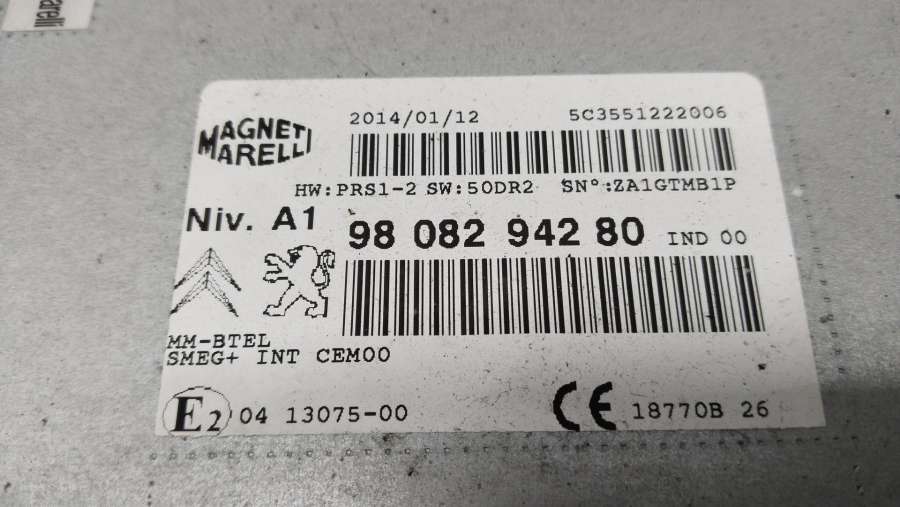 arelli
MAGNETI
MARELLI
2014/01/12 5C3551222006
HW:PRS1-2 SW:50DR2 SN°:ZA1GTMB1P
Niv. A1
98 082 942 80 IND 00
MM-BTEL
SMEG+ INT CEM00
E2 04 13075-00 CE 18770B 26